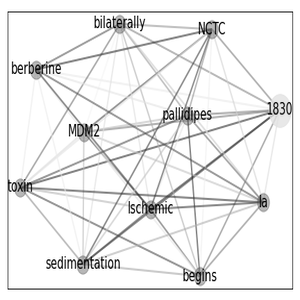 bilaterally
NCTC
berberine
1830
pallidipes
MDM2
toxin
Ischemic
la
sedimentation
begins